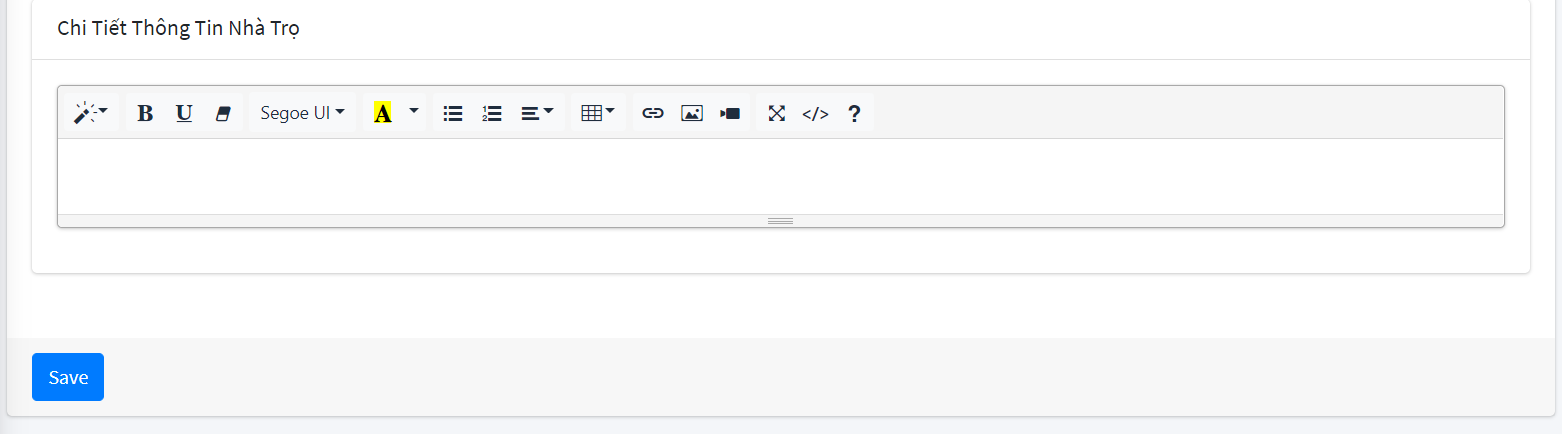 Chi Tiết Thông Tin Nhà Trọ
B U Segoe UI A </> ?
Save